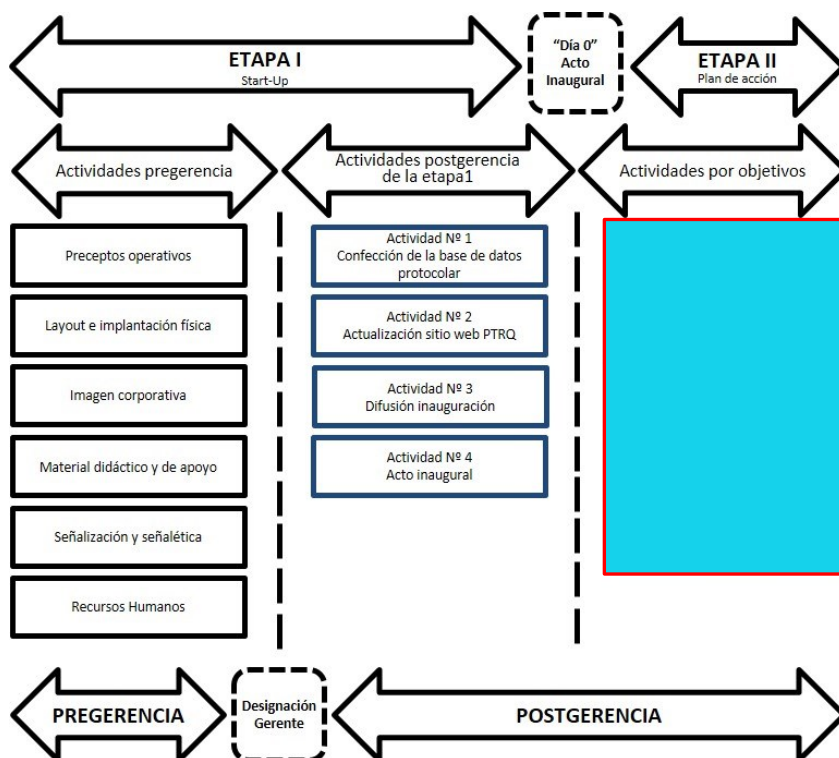 ETAPA I
Start-Up
“Día 0”
Acto
Inaugural
ETAPA II
Plan de acción
Actividades pregerencia
Actividades postgerencia
de la etapa1
Actividades por objetivos
Preceptos operativos
Layout e implantación física
Imagen corporativa
Material didáctico y de apoyo
Señalización y señalética
Recursos Humanos
Actividad Nº 1
Confección de la base de datos
protocolar
Actividad Nº 2
Actualización sitio web PTRQ
Actividad Nº 3
Difusión inauguración
Actividad Nº 4
Acto inaugural
PREGERENCIA
Designación
Gerente
POSTGERENCIA